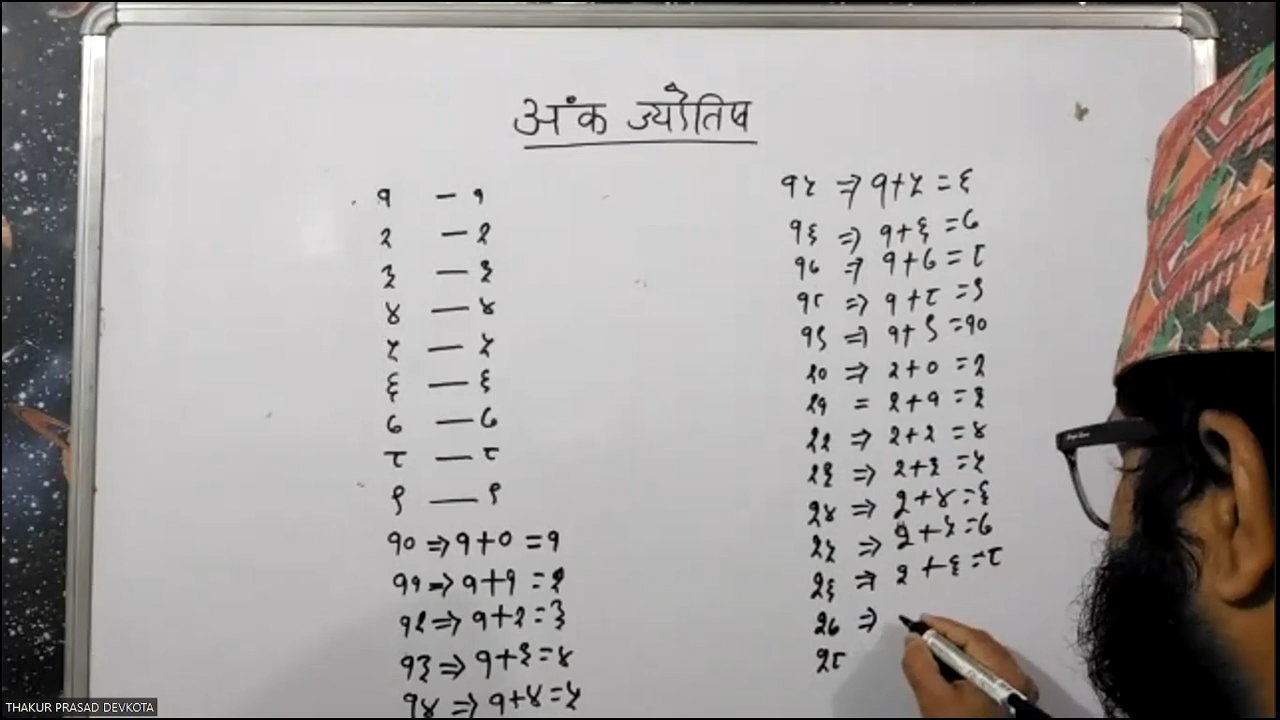 अंक ज्योतिष
१ — १
२ — २
३ — ३
४ — ४
५ — ५
६ — ६
७ — ७
८ — ८
९ — ९
१० ⇒ १+० = १
११ ⇒ १+१ = २
१२ ⇒ १+२ = ३
१३ ⇒ १+३ = ४
१४ ⇒ १+४ = ५
१५ ⇒ १+५ = ६
१६ ⇒ १+६ = ७
१७ ⇒ १+७ = ८
१८ ⇒ १+८ = ९
१९ ⇒ १+९ = १०
२० ⇒ २+० = २
२१ = २+१ = ३
२२ ⇒ २+२ = ४
२३ ⇒ २+३ = ५
२४ ⇒ २+४ = ६
२५ ⇒ २+५ = ७
२६ ⇒ २+६ = ८
२७ ⇒
२८
THAKUR PRASAD DEVKOTA